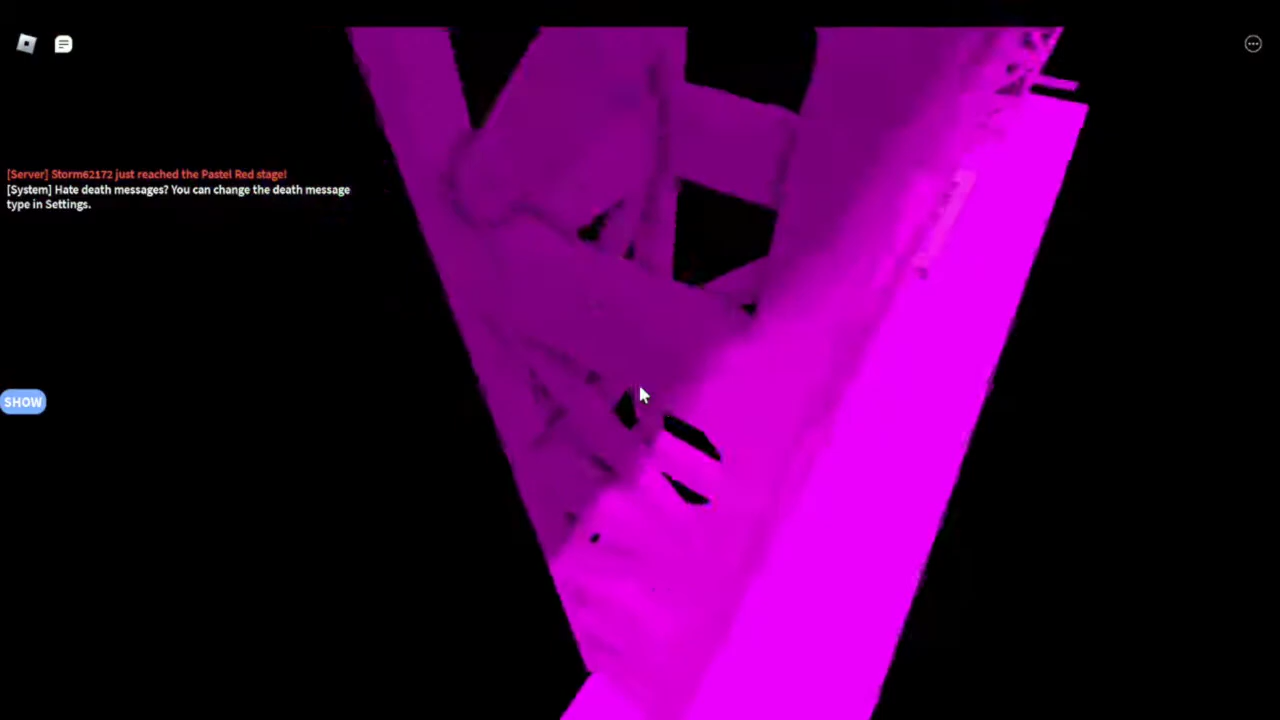 [Server] Storm62172 just reached the Pastel Red stage!
[System] Hate death messages? You can change the death message
type in Settings.
SHOW